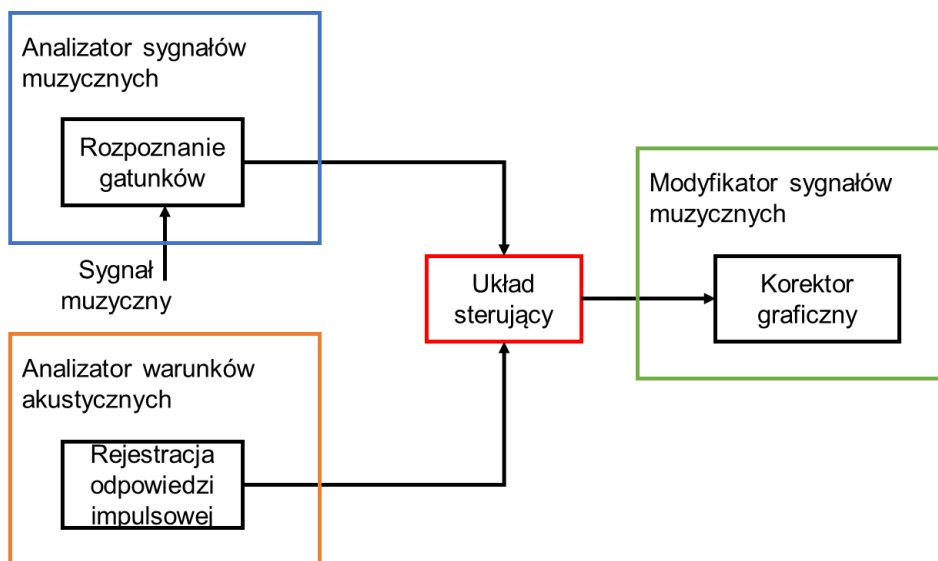 Analizator sygnałów
muzycznych
Rozpoznanie
gatunków
Sygnał
muzyczny
Układ
sterujący
Modyfikator sygnałów
muzycznych
Korektor
graficzny
Analizator warunków
akustycznych
Rejestracja
odpowiedzi
impulsowej